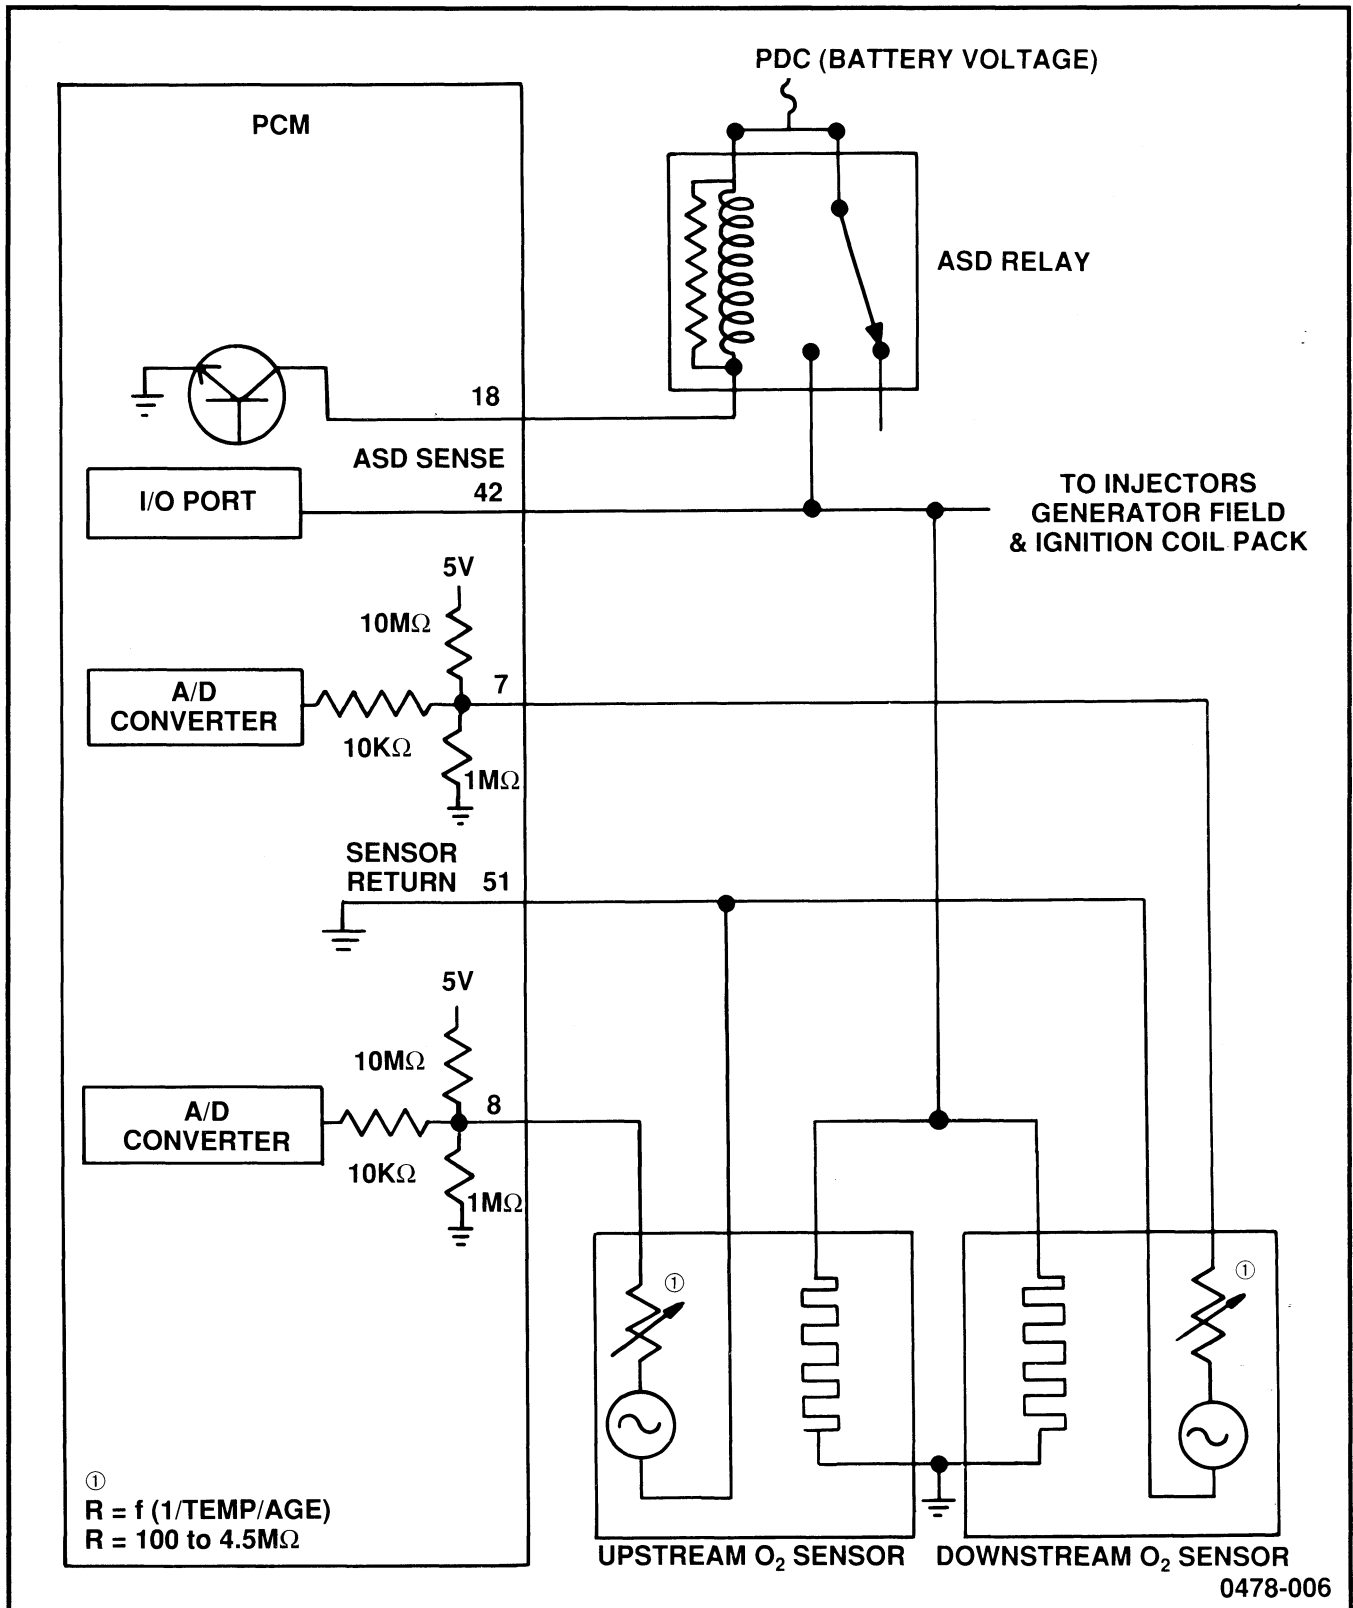 PDC (BATTERY VOLTAGE)
PCM
ASD RELAY
18
ASD SENSE
42
I/O PORT
TO INJECTORS
GENERATOR FIELD
& IGNITION COIL PACK
5V
10MΩ
A/D
CONVERTER
7
10KΩ
1MΩ
SENSOR
RETURN 51
5V
10MΩ
A/D
CONVERTER
8
10KΩ
1MΩ
①
①
①
R = f (1/TEMP/AGE)
R = 100 to 4.5MΩ
UPSTREAM O₂ SENSOR
DOWNSTREAM O₂ SENSOR
0478-006